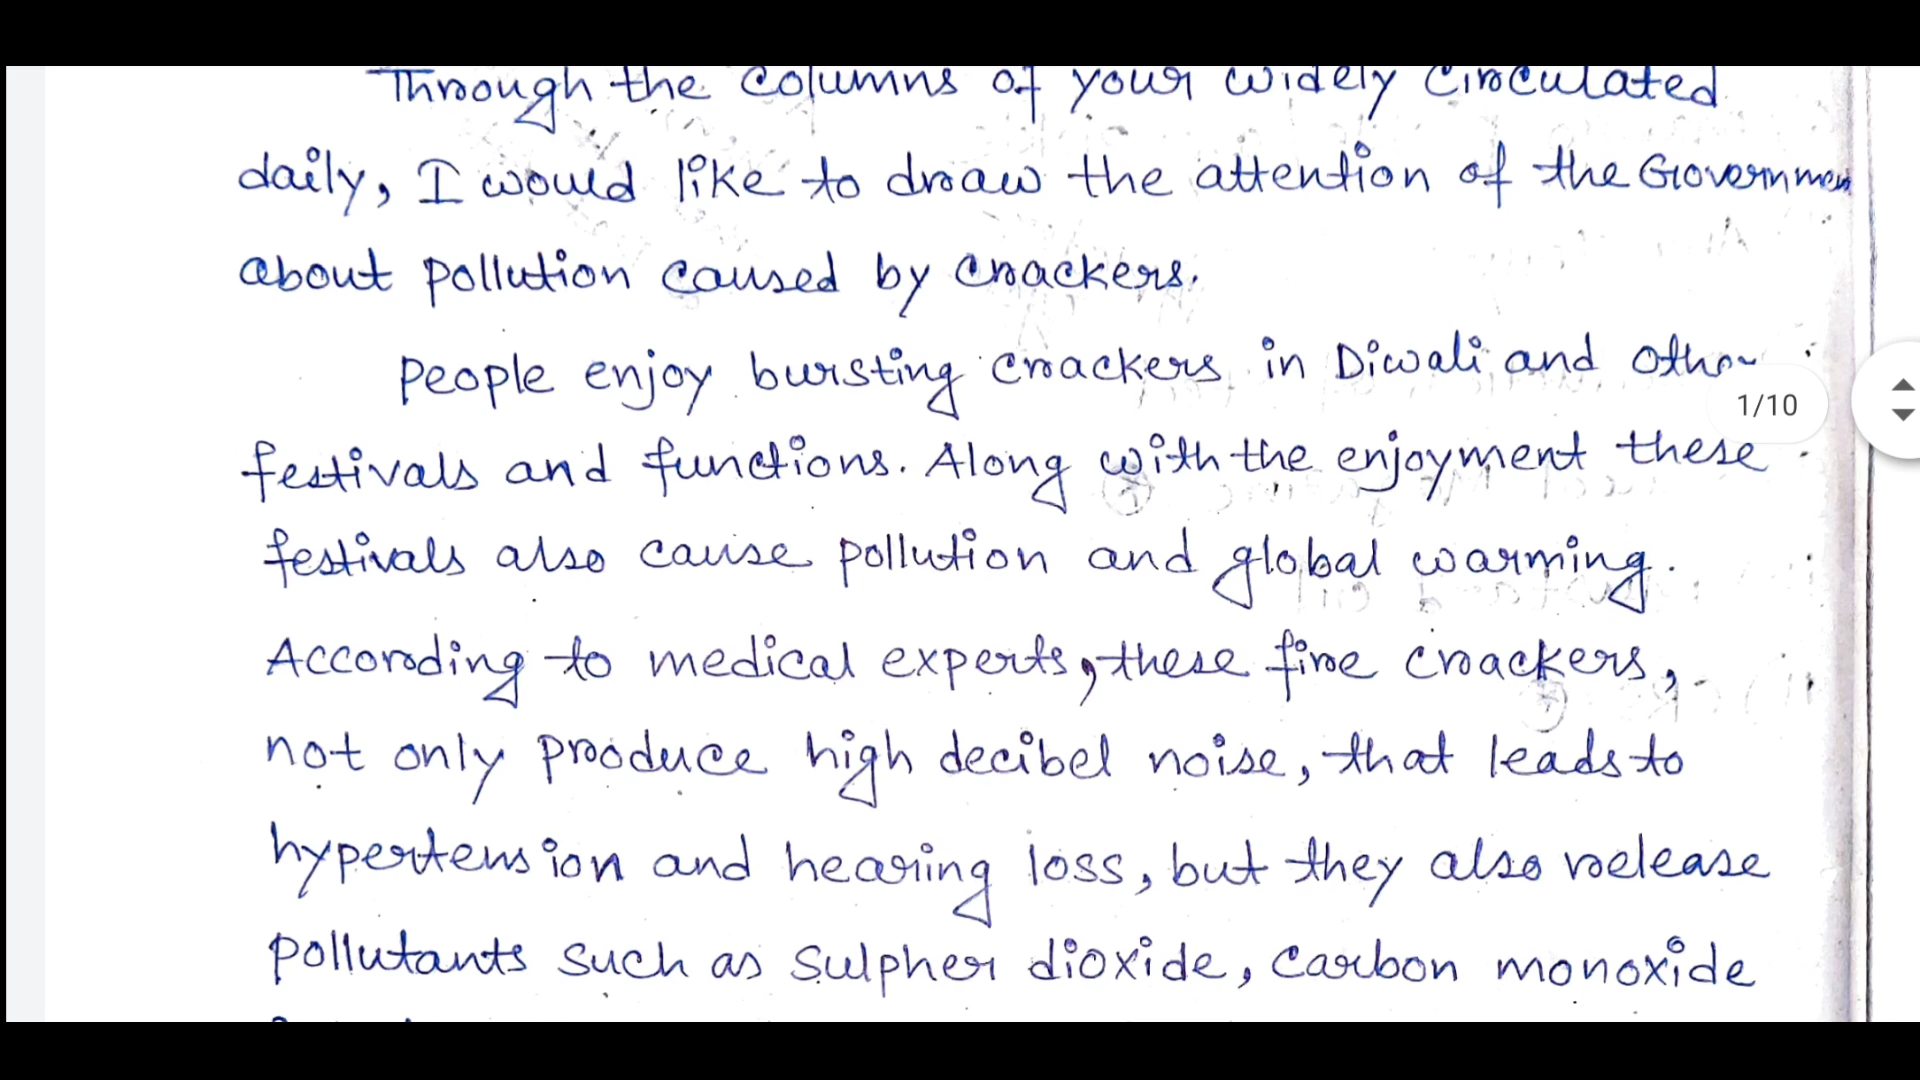 Through the columns of your widely circulated
daily, I would like to draw the attention of the Governmen
about pollution caused by crackers.
People enjoy bursting crackers in Diwali and other
1/10
festivals and functions. Along with the enjoyment these
festivals also cause pollution and global warming.
According to medical experts, these fire crackers,
not only produce high decibel noise, that leads to
hypertension and hearing loss, but they also release
pollutants such as sulpher dioxide, carbon monoxide